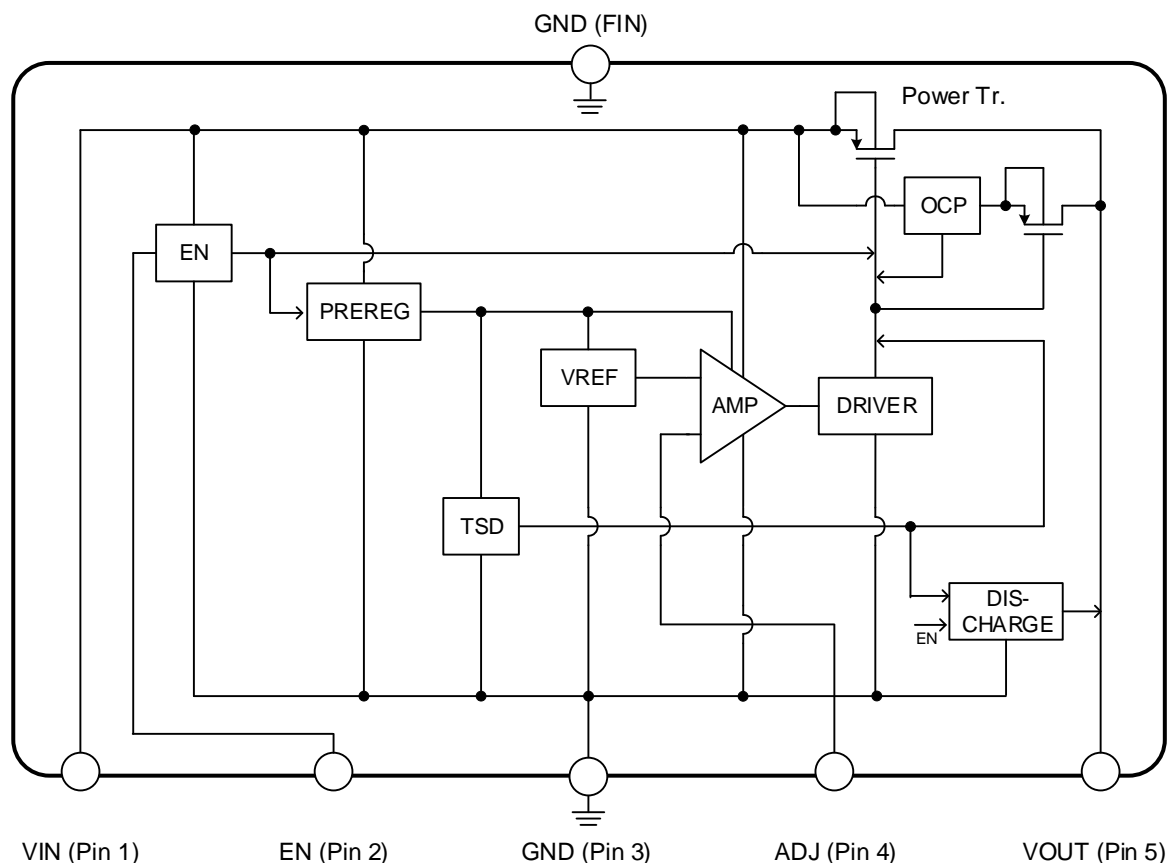 GND (FIN)
Power Tr.
OCP
EN
PREREG
VREF
AMP
DRIVER
TSD
DIS-
CHARGE
EN
VIN (Pin 1)
EN (Pin 2)
GND (Pin 3)
ADJ (Pin 4)
VOUT (Pin 5)